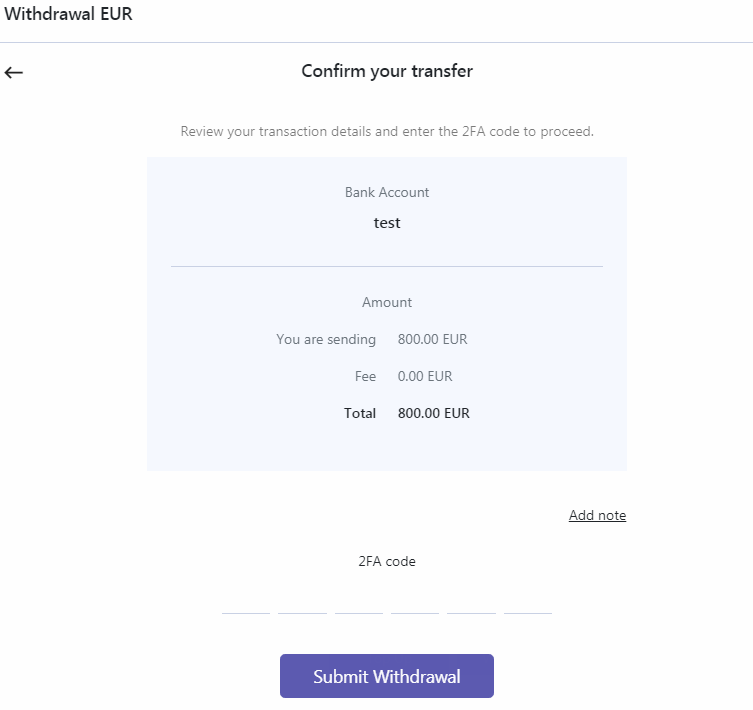 Withdrawal EUR
Confirm your transfer
Review your transaction details and enter the 2FA code to proceed.
Bank Account
test
Amount
You are sending 800.00 EUR
Fee 0.00 EUR
Total 800.00 EUR
Add note
2FA code
Submit Withdrawal